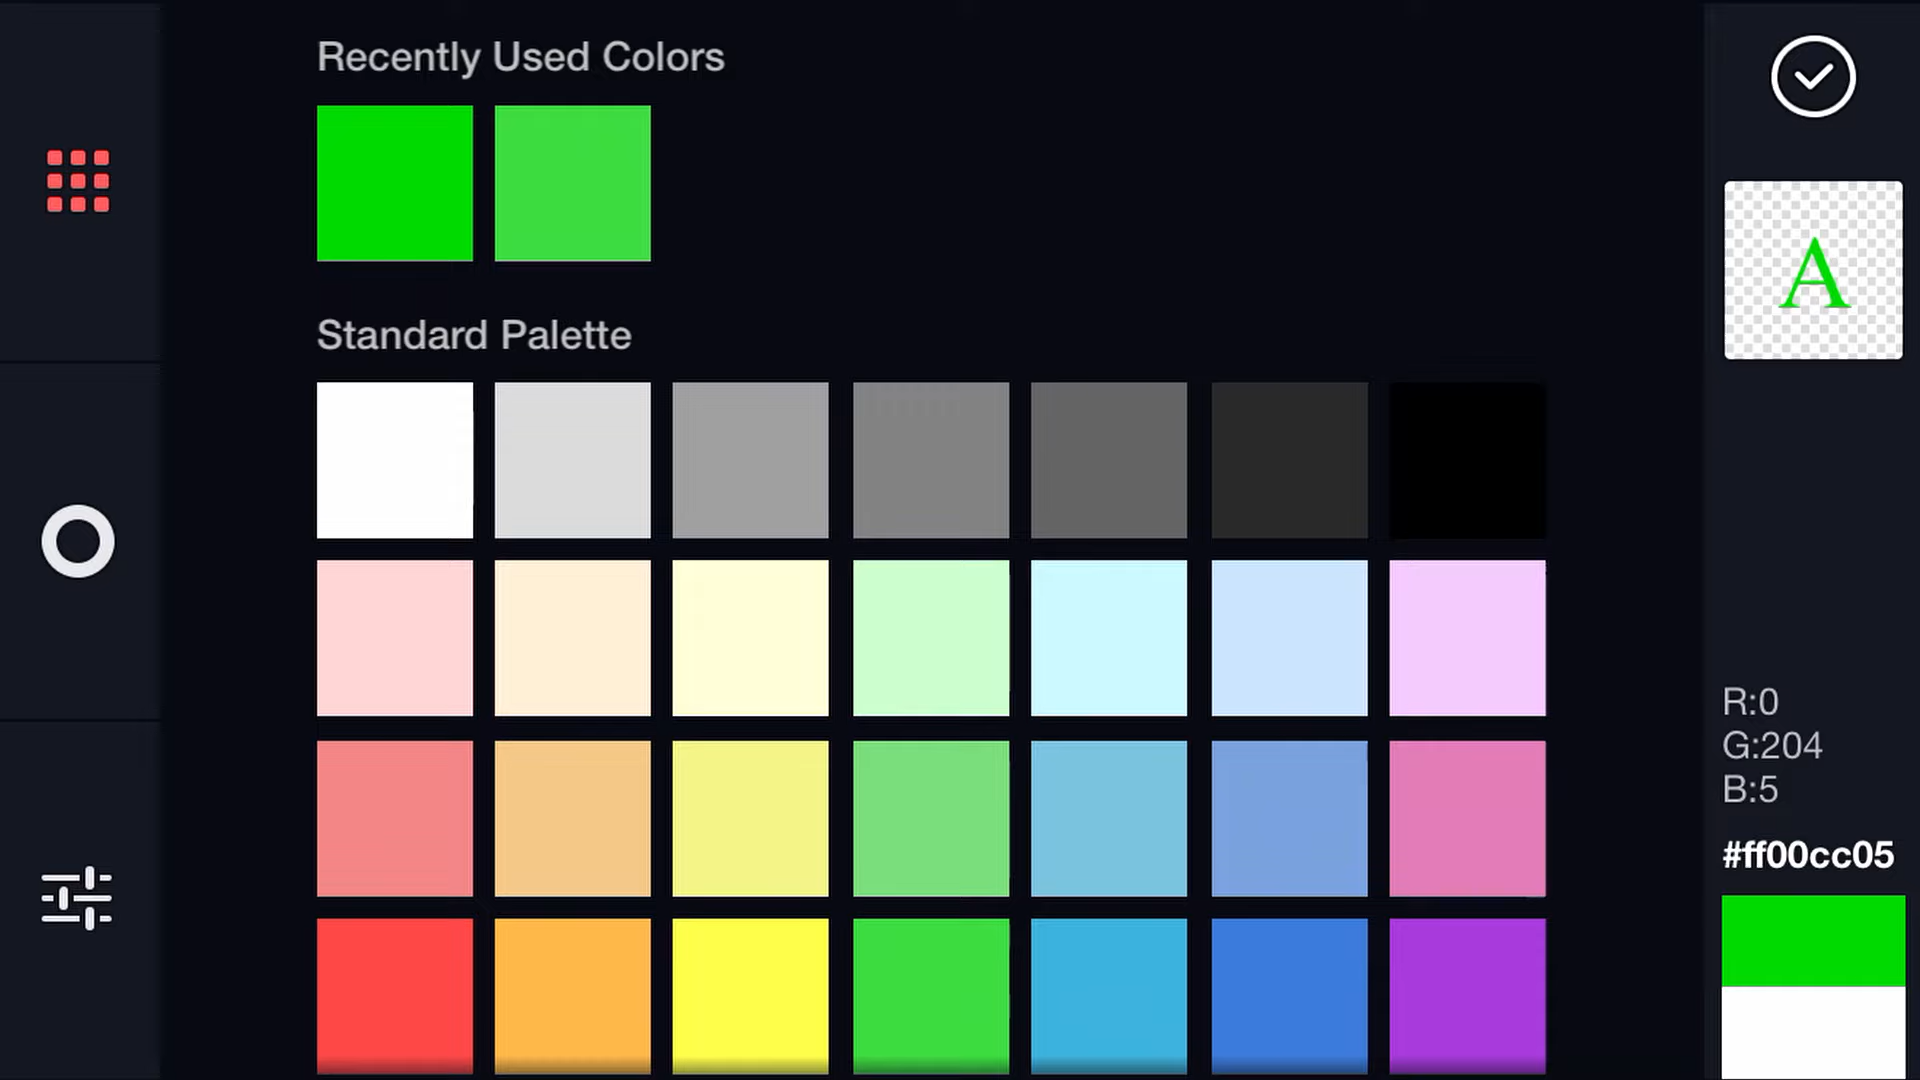 Recently Used Colors
Standard Palette
A
R:0
G:204
B:5
#ff00cc05